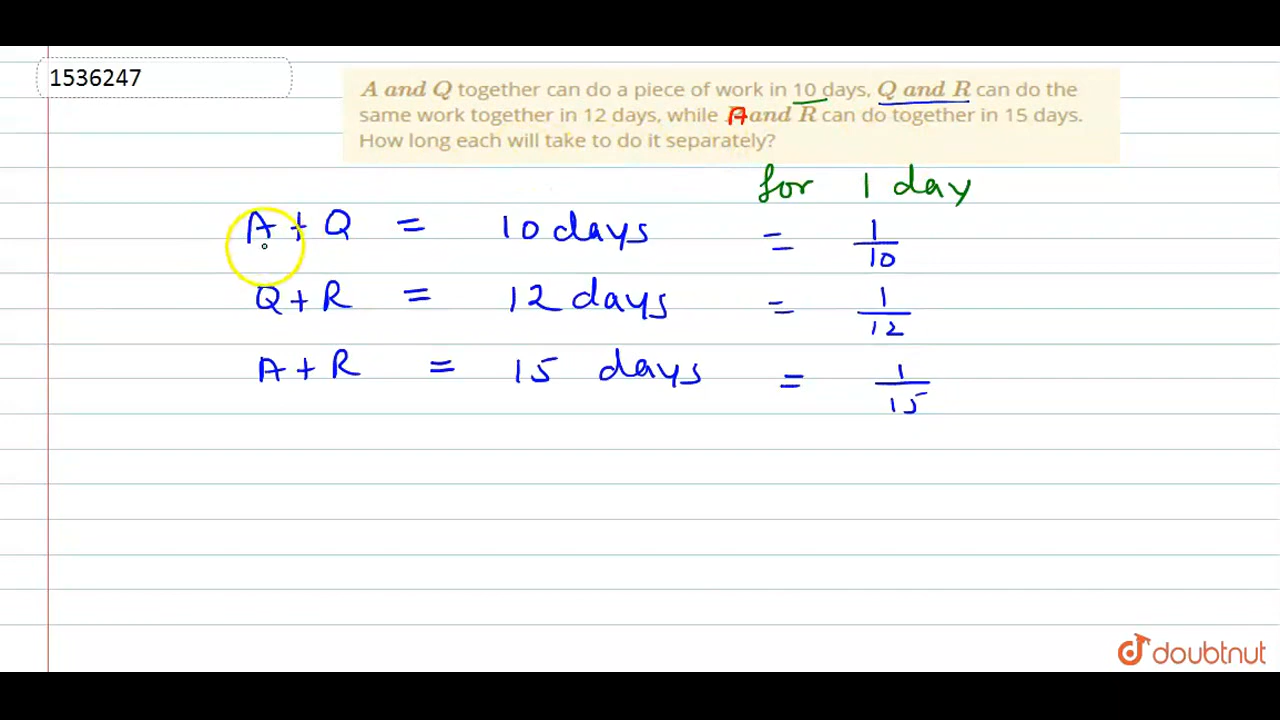 1536247
A and Q together can do a piece of work in 10 days, Q and R can do the
same work together in 12 days, while A and R can do together in 15 days.
How long each will take to do it separately?
for 1 day
A + Q = 10 days = 1/10
Q + R = 12 days = 1/12
A + R = 15 days = 1/15
doubtnut